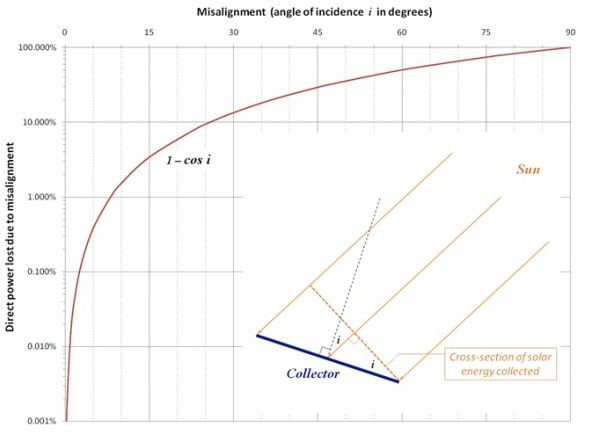 Misalignment (angle of incidence i in degrees)
0 15 30 45 60 75 90
100.000%
10.000%
1.000%
0.100%
0.010%
0.001%
Direct power lost due to misalignment
1 – cos i
Sun
i
i
Collector
Cross-section of solar
energy collected